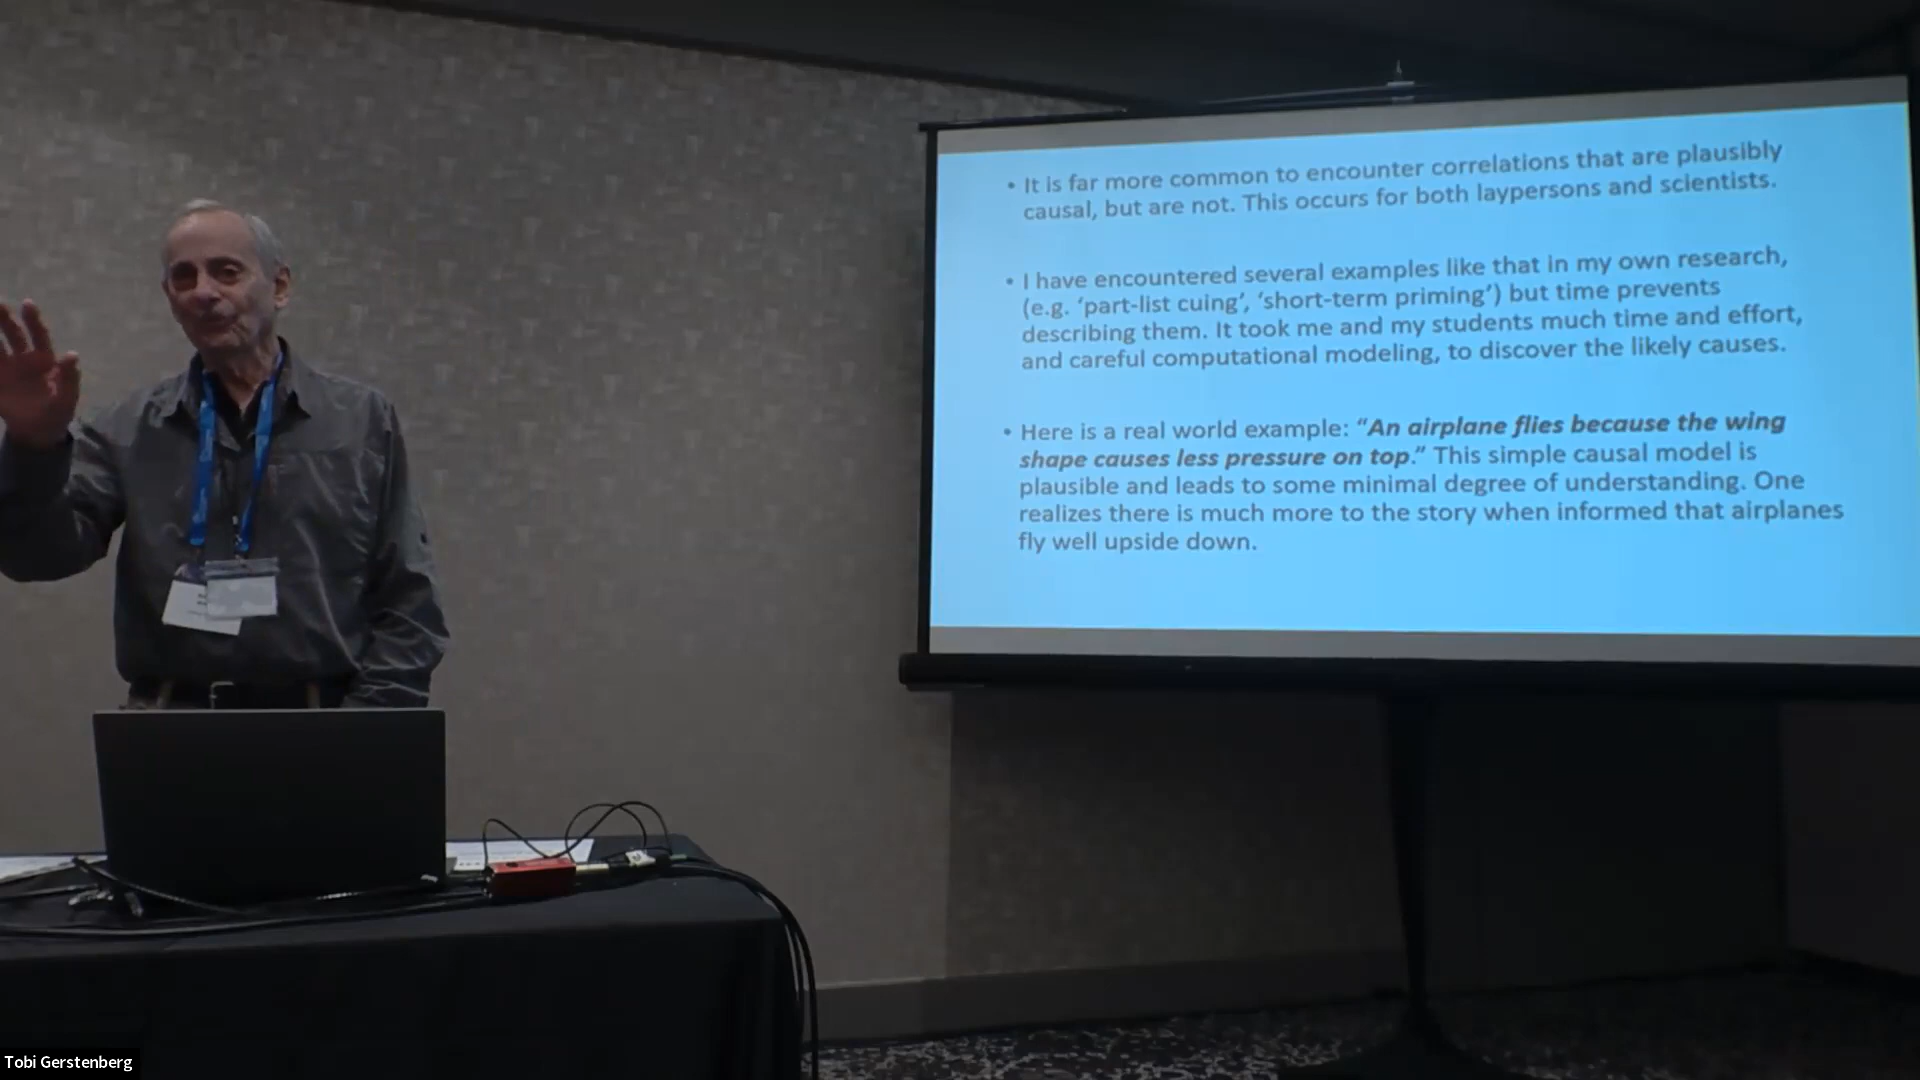 • It is far more common to encounter correlations that are plausibly
causal, but are not. This occurs for both laypersons and scientists.
• I have encountered several examples like that in my own research,
(e.g. ‘part-list cuing’, ‘short-term priming’) but time prevents
describing them. It took me and my students much time and effort,
and careful computational modeling, to discover the likely causes.
• Here is a real world example: “An airplane flies because the wing
shape causes less pressure on top.” This simple causal model is
plausible and leads to some minimal degree of understanding. One
realizes there is much more to the story when informed that airplanes
fly well upside down.
Tobi Gerstenberg